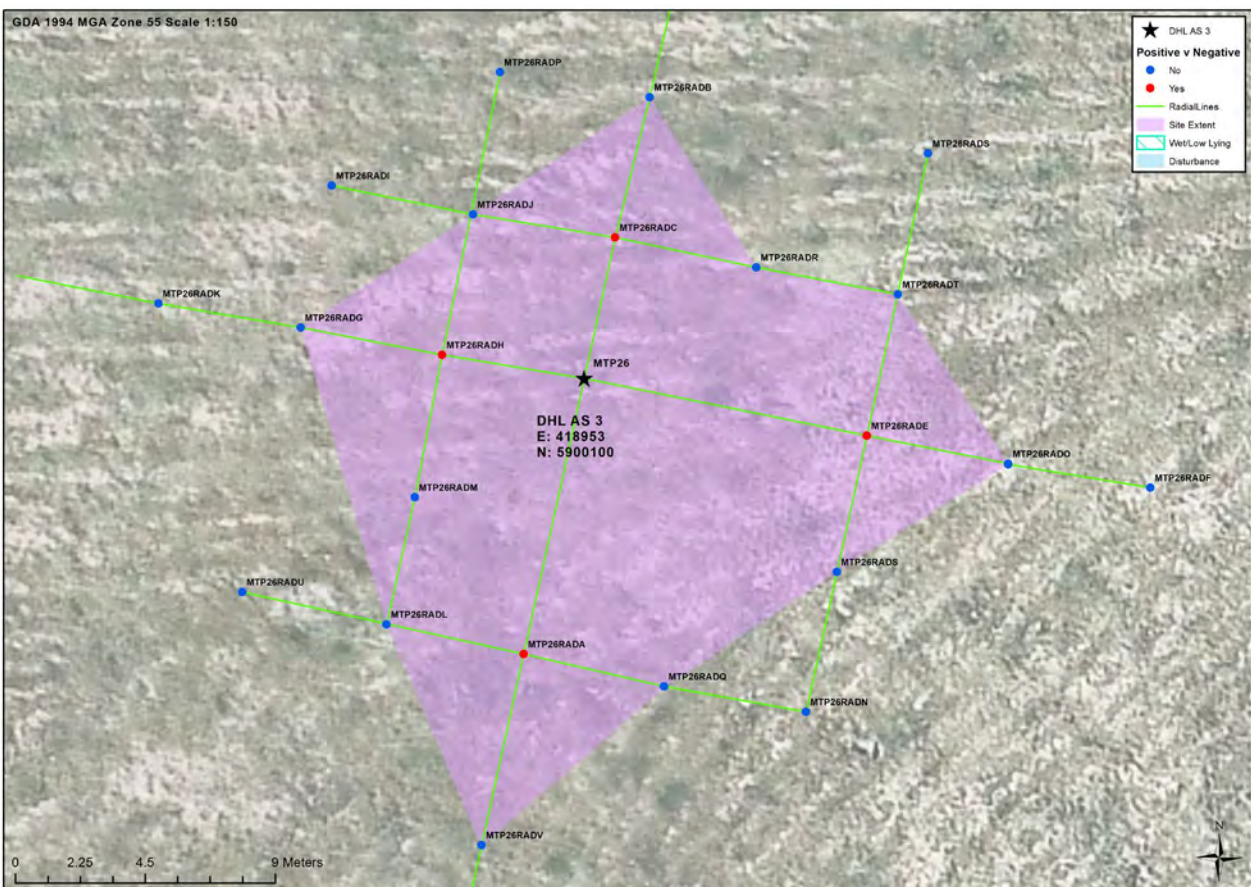 GDA 1994 MGA Zone 55 Scale 1:150
DHL AS 3
Positive v Negative
No
Yes
RadialLines
Site Extent
Wet/Low Lying
Disturbance
MTP26RADP
MTP26RADB
MTP26RADS
MTP26RADI
MTP26RADJ
MTP26RADC
MTP26RADR
MTP26RADT
MTP26RADK
MTP26RADG
MTP26RADH
MTP26
DHL AS 3
E: 418953
N: 5900100
MTP26RADE
MTP26RADO
MTP26RADF
MTP26RADM
MTP26RADS
MTP26RADU
MTP26RADL
MTP26RADA
MTP26RADQ
MTP26RADN
MTP26RADV
0 2.25 4.5 9 Meters
N